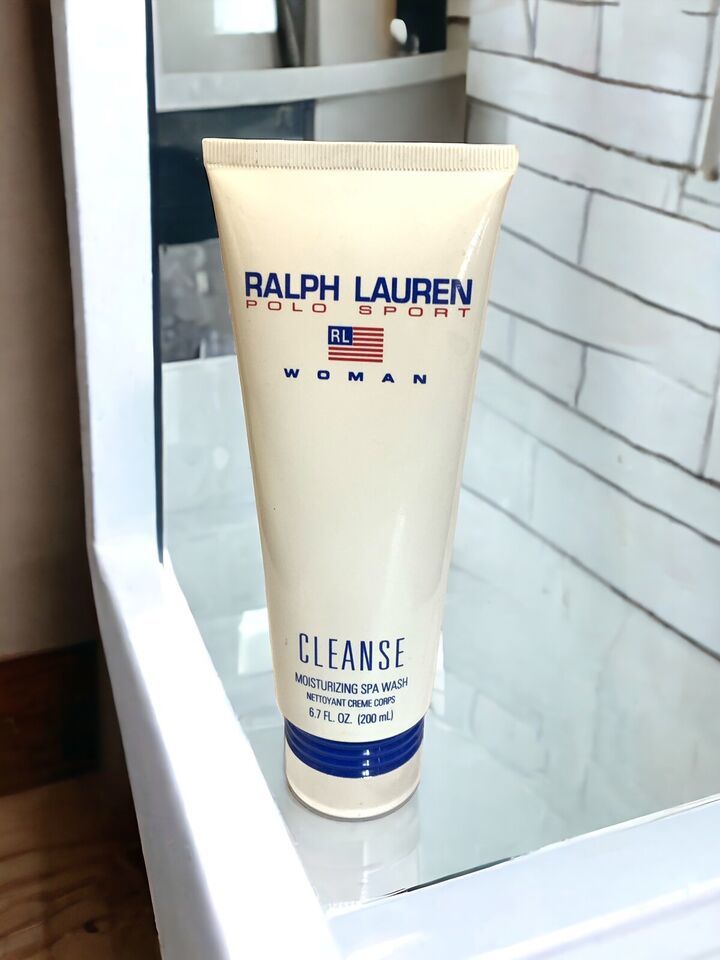 RALPH LAUREN
POLO SPORT
RL
WOMAN
CLEANSE
MOISTURIZING SPA WASH
NETTOYANT CREME CORPS
6.7 FL. OZ. (200 mL)